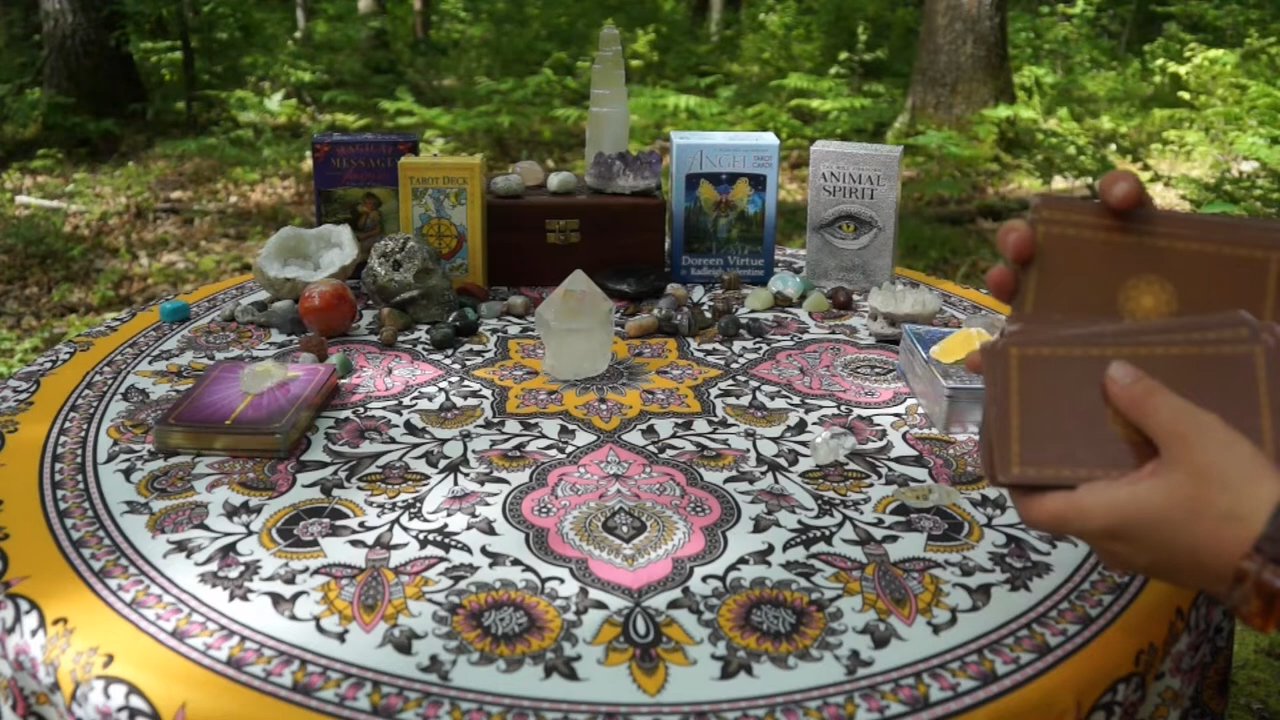 MAGICAL
MESSAGES
TAROT DECK
ANGEL TAROT
CARDS
Doreen Virtue
& Radleigh Valentine
ANIMAL
SPIRIT